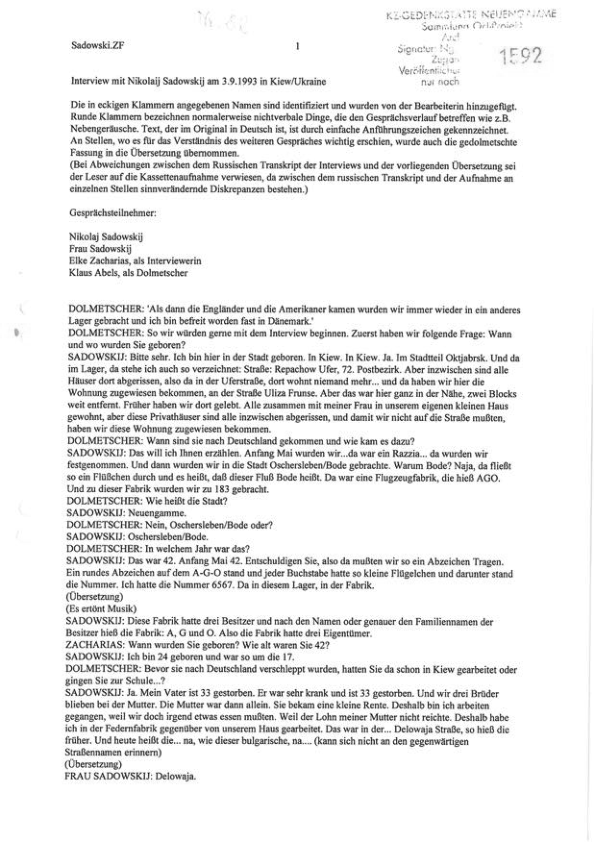 KZ-GEDENKSTÄTTE NEUENGAMME
Signatur: Ng.
1592
nur nach
Sadowski.ZF 1
Interview mit Nikolaij Sadowskij am 3.9.1993 in Kiew/Ukraine
Die in eckigen Klammern angegebenen Namen sind identifiziert und wurden von der Bearbeiterin hinzugefügt.
Runde Klammern bezeichnen normalerweise nichtverbale Dinge, die den Gesprächsverlauf betreffen wie z.B.
Nebengeräusche. Text, der im Original in Deutsch ist, ist durch einfache Anführungszeichen gekennzeichnet.
An Stellen, wo es für das Verständnis des weiteren Gespräches wichtig erschien, wurde auch die gedolmetschte
Fassung in die Übersetzung übernommen.
(Bei Abweichungen zwischen dem Russischen Transkript der Interviews und der vorliegenden Übersetzung sei
der Leser auf die Kassettenaufnahme verwiesen, da zwischen dem russischen Transkript und der Aufnahme an
einzelnen Stellen sinnverändernde Diskrepanzen bestehen.)
Gesprächsteilnehmer:
Nikolaj Sadowskij
Frau Sadowskij
Elke Zacharias, als Interviewerin
Klaus Abels, als Dolmetscher
DOLMETSCHER: 'Als dann die Engländer und die Amerikaner kamen wurden wir immer wieder in ein anderes
Lager gebracht und ich bin befreit worden fast in Dänemark.'
DOLMETSCHER: So wir würden gerne mit dem Interview beginnen. Zuerst haben wir folgende Frage: Wann
und wo wurden Sie geboren?
SADOWSKIJ: Bitte sehr. Ich bin hier in der Stadt geboren. In Kiew. In Kiew. Ja. Im Stadtteil Oktjabrsk. Und da
im Lager, da stehe ich auch so verzeichnet: Straße: Repachow Ufer, 72. Postbezirk. Aber inzwischen sind alle
Häuser dort abgerissen, also da in der Uferstraße, dort wohnt niemand mehr... und da haben wir hier die
Wohnung zugewiesen bekommen, an der Straße Uliza Frunse. Aber das war hier ganz in der Nähe, zwei Blocks
weit entfernt. Früher haben wir dort gelebt. Alle zusammen mit meiner Frau in unserem eigenen kleinen Haus
gewohnt, aber diese Privathäuser sind alle inzwischen abgerissen, und damit wir nicht auf die Straße mußten,
haben wir diese Wohnung zugewiesen bekommen.
DOLMETSCHER: Wann sind sie nach Deutschland gekommen und wie kam es dazu?
SADOWSKIJ: Das will ich Ihnen erzählen. Anfang Mai wurden wir...da war ein Razzia... da wurden wir
festgenommen. Und dann wurden wir in die Stadt Oschersleben/Bode gebrachte. Warum Bode? Naja, da fließt
so ein Flüßchen durch und es heißt, daß dieser Fluß Bode heißt. Da war eine Flugzeugfabrik, die hieß AGO.
Und zu dieser Fabrik wurden wir zu 183 gebracht.
DOLMETSCHER: Wie heißt die Stadt?
SADOWSKIJ: Neuengamme.
DOLMETSCHER: Nein, Oschersleben/Bode oder?
SADOWSKIJ: Oschersleben/Bode.
DOLMETSCHER: In welchem Jahr war das?
SADOWSKIJ: Das war 42. Anfang Mai 42. Entschuldigen Sie, also da mußten wir so ein Abzeichen Tragen.
Ein rundes Abzeichen auf dem A-G-O stand und jeder Buchstabe hatte so kleine Flügelchen und darunter stand
die Nummer. Ich hatte die Nummer 6567. Da in diesem Lager, in der Fabrik.
(Übersetzung)
(Es ertönt Musik)
SADOWSKIJ: Diese Fabrik hatte drei Besitzer und nach den Namen oder genauer den Familiennamen der
Besitzer hieß die Fabrik: A, G und O. Also die Fabrik hatte drei Eigentümer.
ZACHARIAS: Wann wurden Sie geboren? Wie alt waren Sie 42?
SADOWSKIJ: Ich bin 24 geboren und war so um die 17.
DOLMETSCHER: Bevor sie nach Deutschland verschleppt wurden, hatten Sie da schon in Kiew gearbeitet oder
gingen Sie zur Schule...?
SADOWSKIJ: Ja. Mein Vater ist 33 gestorben. Er war sehr krank und ist 33 gestorben. Und wir drei Brüder
blieben bei der Mutter. Die Mutter war dann allein. Sie bekam eine kleine Rente. Deshalb bin ich arbeiten
gegangen, weil wir doch irgend etwas essen mußten. Weil der Lohn meiner Mutter nicht reichte. Deshalb habe
ich in der Federnfabrik gegenüber von unserem Haus gearbeitet. Das war in der... Delowaja Straße, so hieß die
früher. Und heute heißt die... na, wie dieser bulgarische, na.... (kann sich nicht an den gegenwärtigen
Straßennamen erinnern)
(Übersetzung)
FRAU SADOWSKIJ: Delowaja.